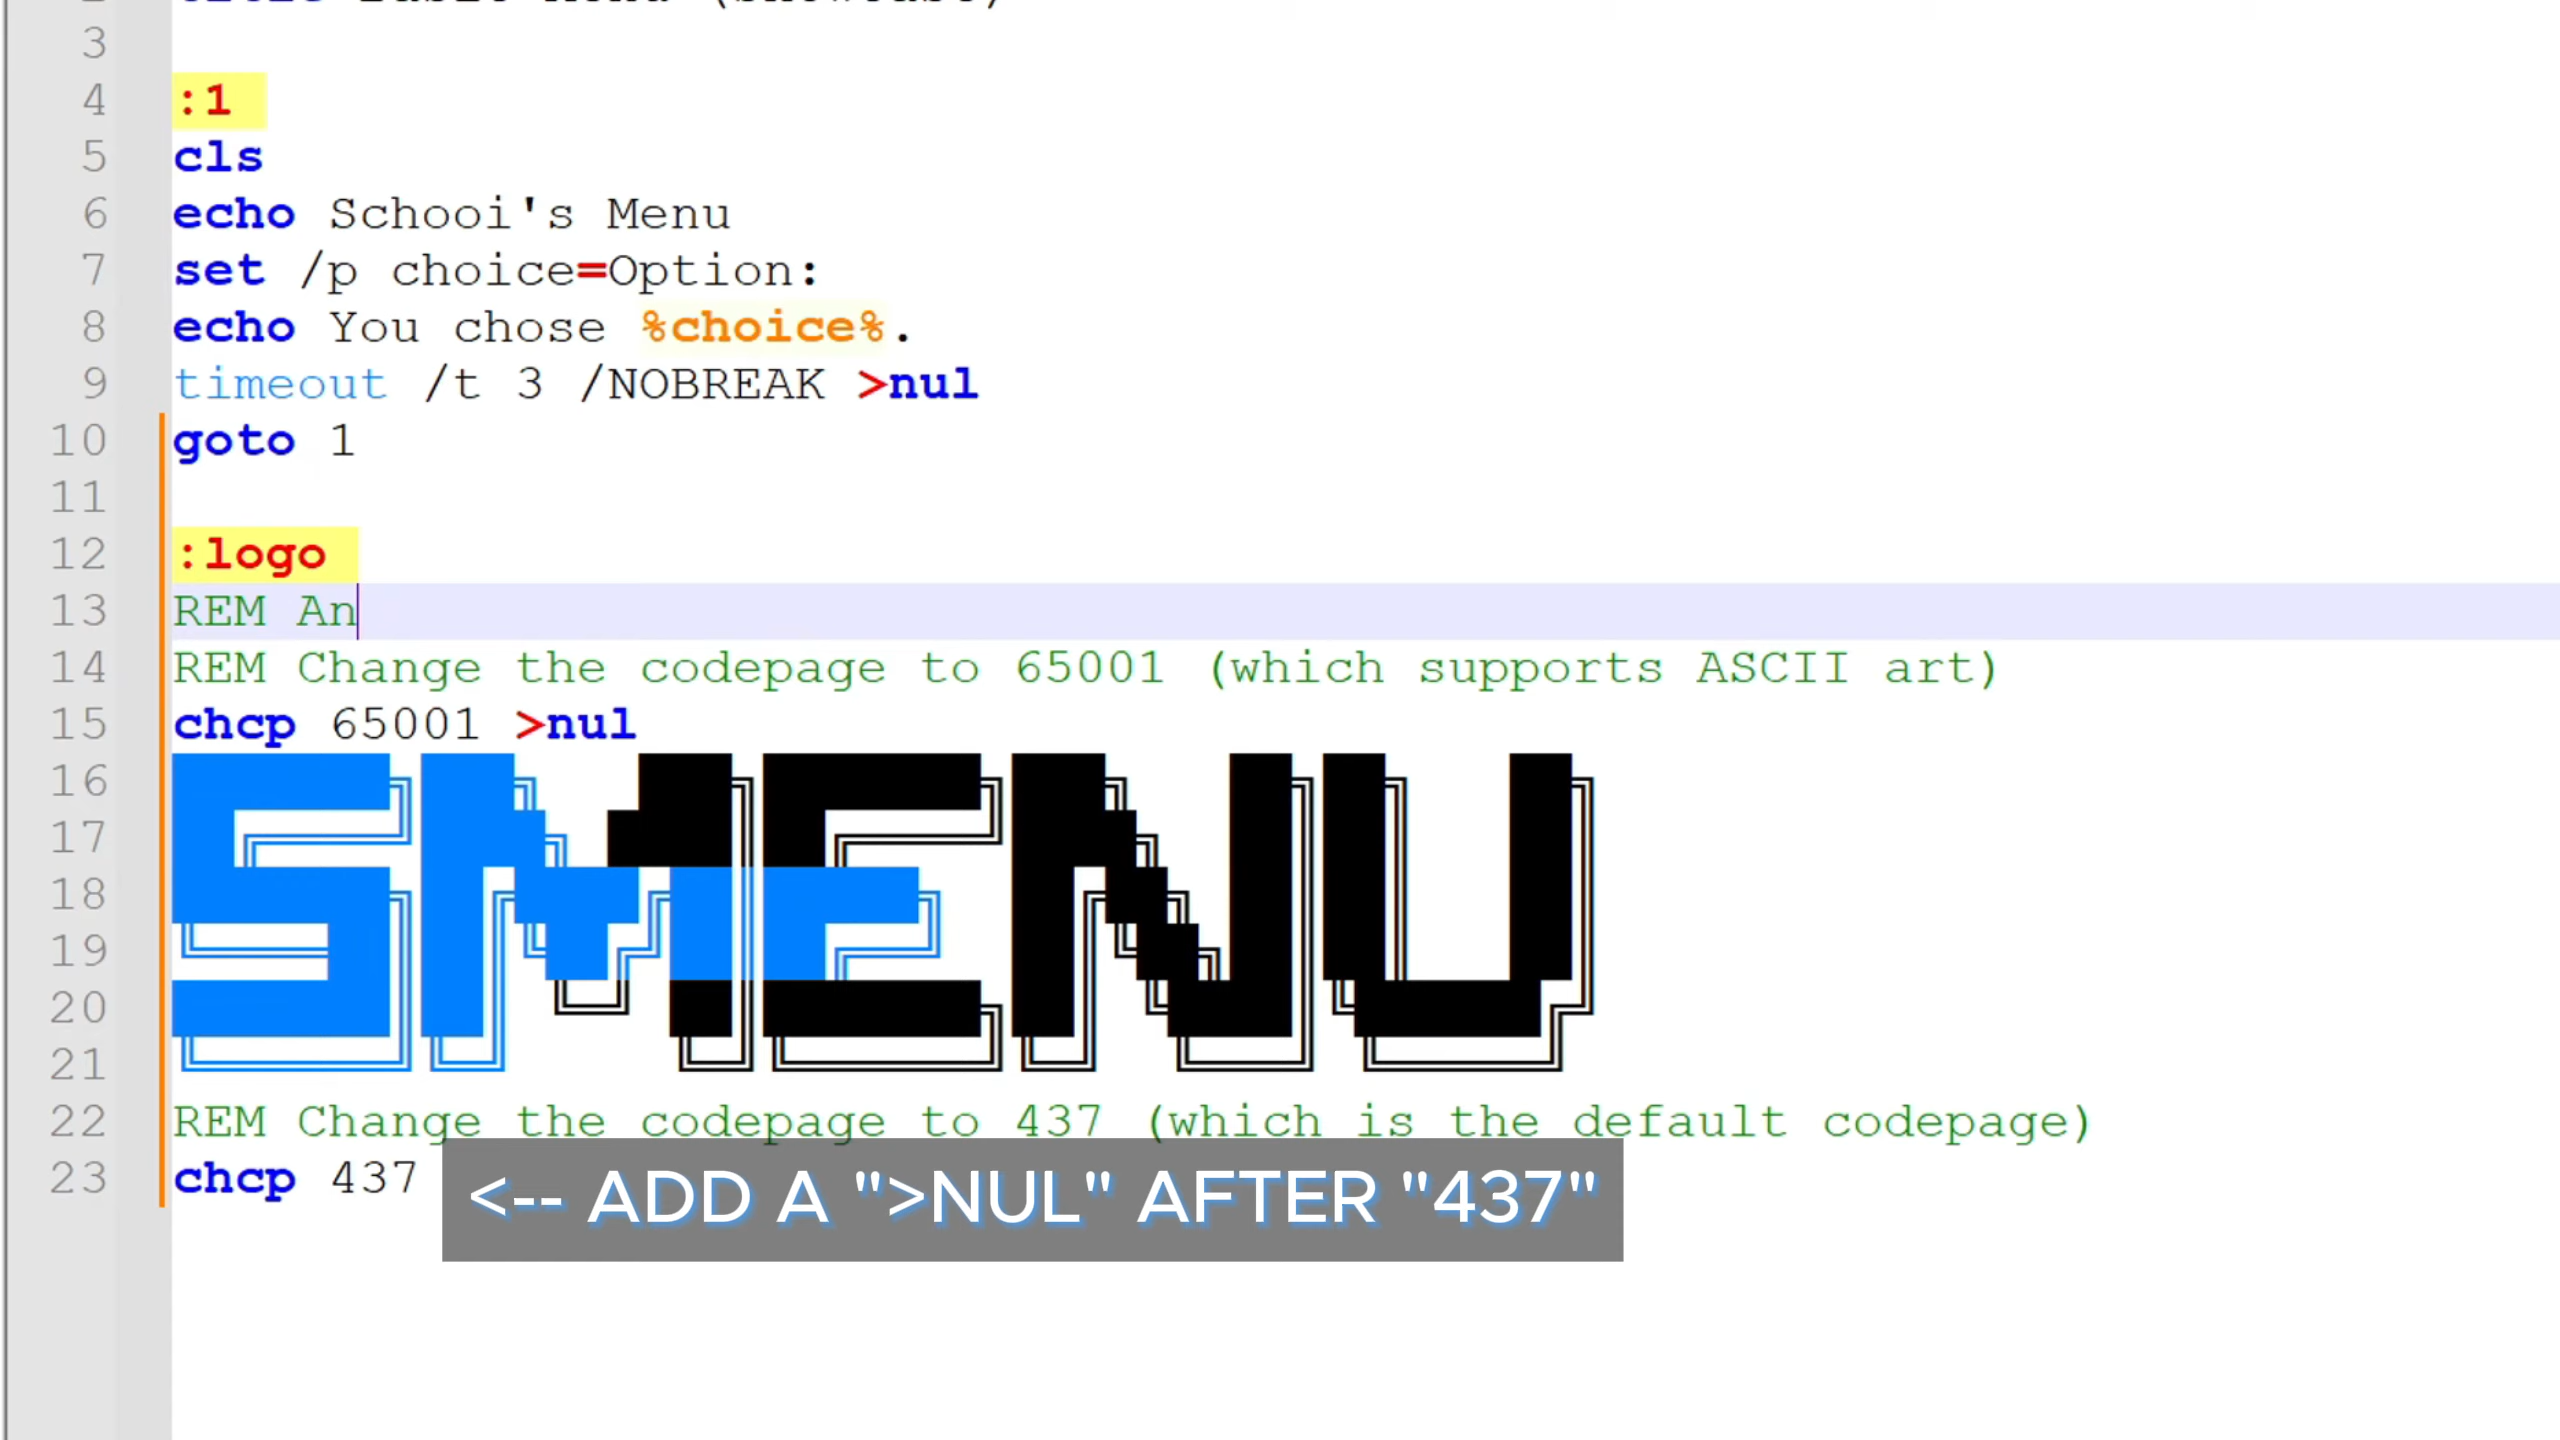 3
4 :1
5 cls
6 echo Schooi's Menu
7 set /p choice=Option:
8 echo You chose %choice%.
9 timeout /t 3 /NOBREAK >nul
10 goto 1
11
12 :logo
13 REM An
14 REM Change the codepage to 65001 (which supports ASCII art)
15 chcp 65001 >nul
16
17
18 SMENU
19
20
21
22 REM Change the codepage to 437 (which is the default codepage)
23 chcp 437
<-- ADD A ">NUL" AFTER "437"